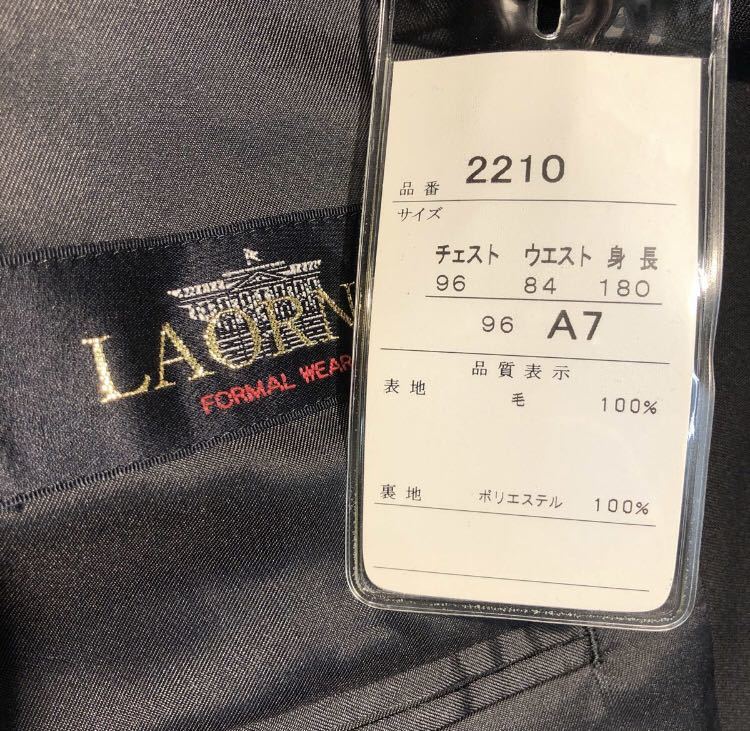 LAORN
FORMAL WEAR
品番 2210
サイズ
チェスト ウエスト 身長
96 84 180
96 A7
品質表示
表地 毛 100%
裏地 ポリエステル 100%